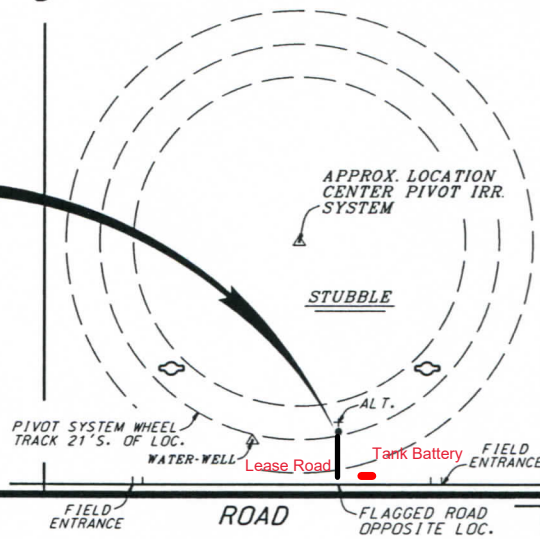 APPROX. LOCATION
CENTER PIVOT IRR.
SYSTEM
STUBBLE
ALT.
PIVOT SYSTEM WHEEL
TRACK 21'S. OF LOC.
WATER-WELL
Lease Road
Tank Battery
FIELD
ENTRANCE
FIELD
ENTRANCE
ROAD
FLAGGED ROAD
OPPOSITE LOC.